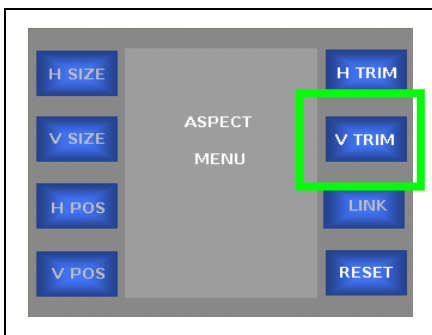 H SIZE
V SIZE
H POS
V POS
ASPECT
MENU
H TRIM
V TRIM
LINK
RESET